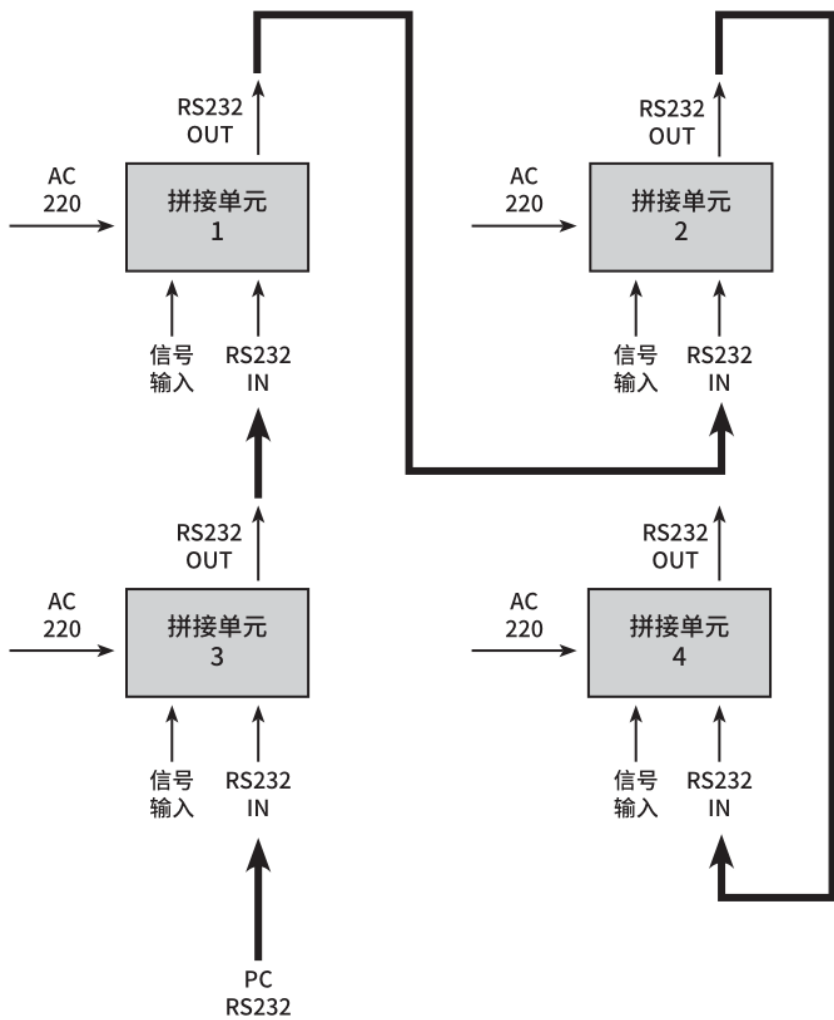 RS232
OUT
AC
220
拼接单元
1
信号
输入
RS232
IN
RS232
OUT
AC
220
拼接单元
2
信号
输入
RS232
IN
RS232
OUT
AC
220
拼接单元
3
信号
输入
RS232
IN
PC
RS232
RS232
OUT
AC
220
拼接单元
4
信号
输入
RS232
IN